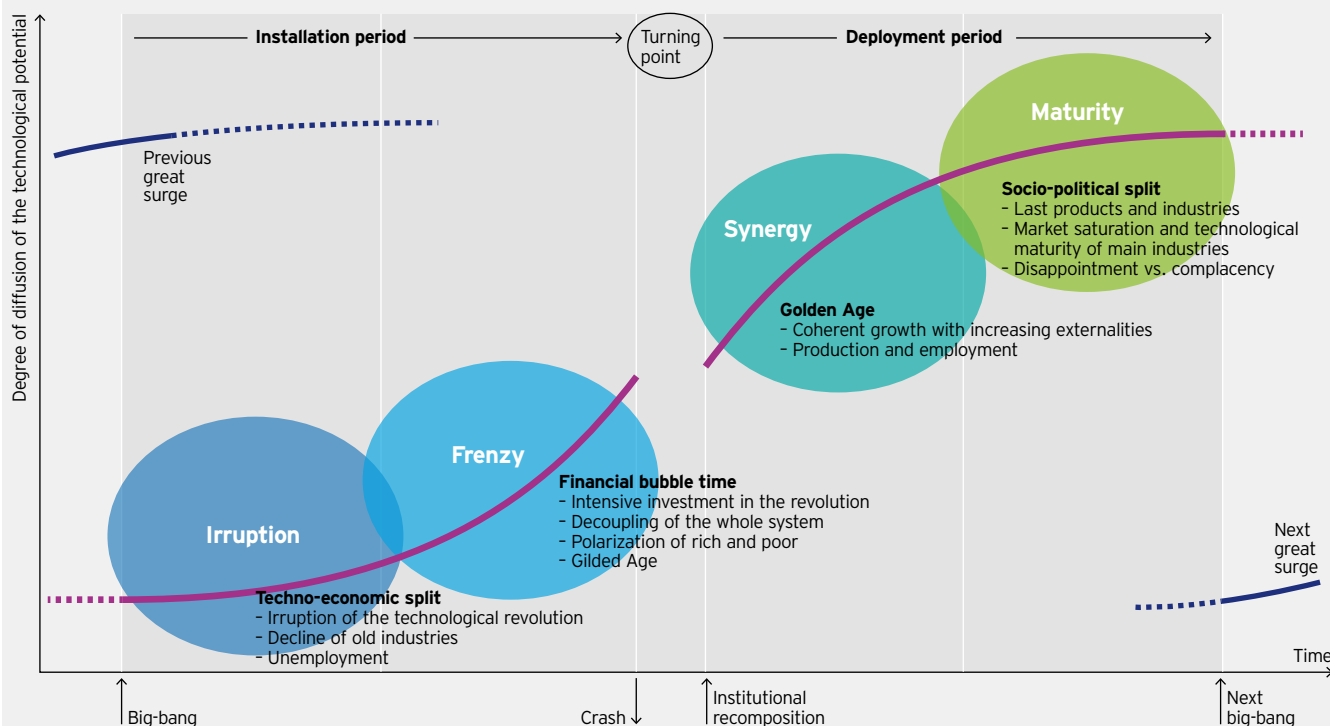 Degree of diffusion of the technological potential
Installation period
Turning
point
Deployment period
Previous
great
surge
Maturity
Socio-political split
– Last products and industries
– Market saturation and technological
maturity of main industries
– Disappointment vs. complacency
Synergy
Golden Age
– Coherent growth with increasing externalities
– Production and employment
Frenzy
Financial bubble time
– Intensive investment in the revolution
– Decoupling of the whole system
– Polarization of rich and poor
– Gilded Age
Irruption
Techno-economic split
– Irruption of the technological revolution
– Decline of old industries
– Unemployment
Next
great
surge
Time
Big-bang
Crash
Institutional
recomposition
Next
big-bang